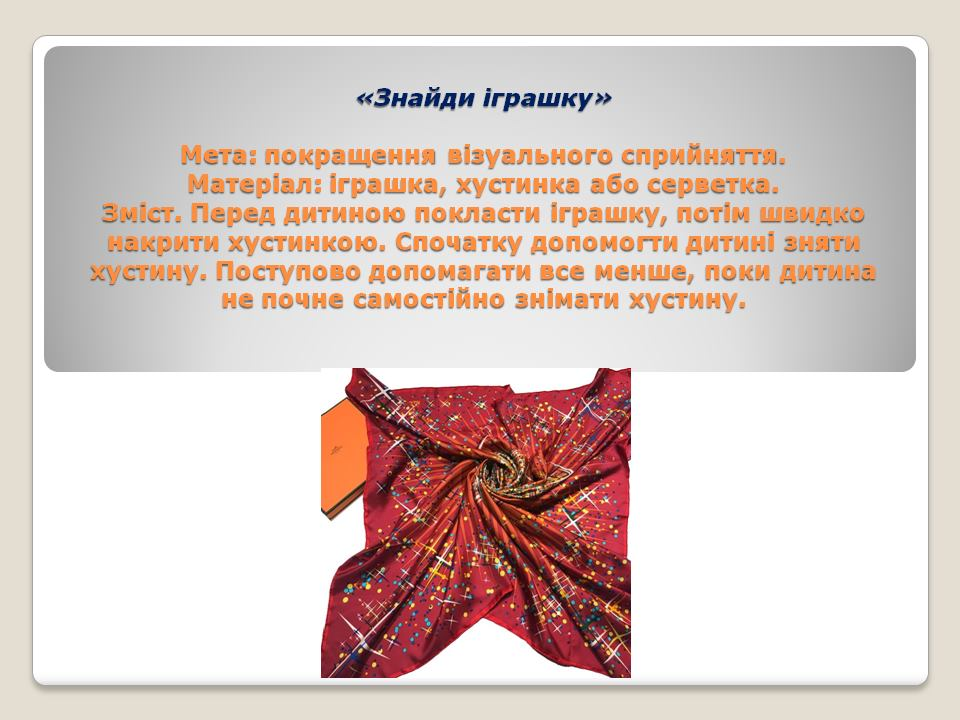 «Знайди іграшку»
Мета: покращення візуального сприйняття.
Матеріал: іграшка, хустинка або серветка.
Зміст. Перед дитиною покласти іграшку, потім швидко
накрити хустинкою. Спочатку допомогти дитині зняти
хустину. Поступово допомагати все менше, поки дитина
не почне самостійно знімати хустину.